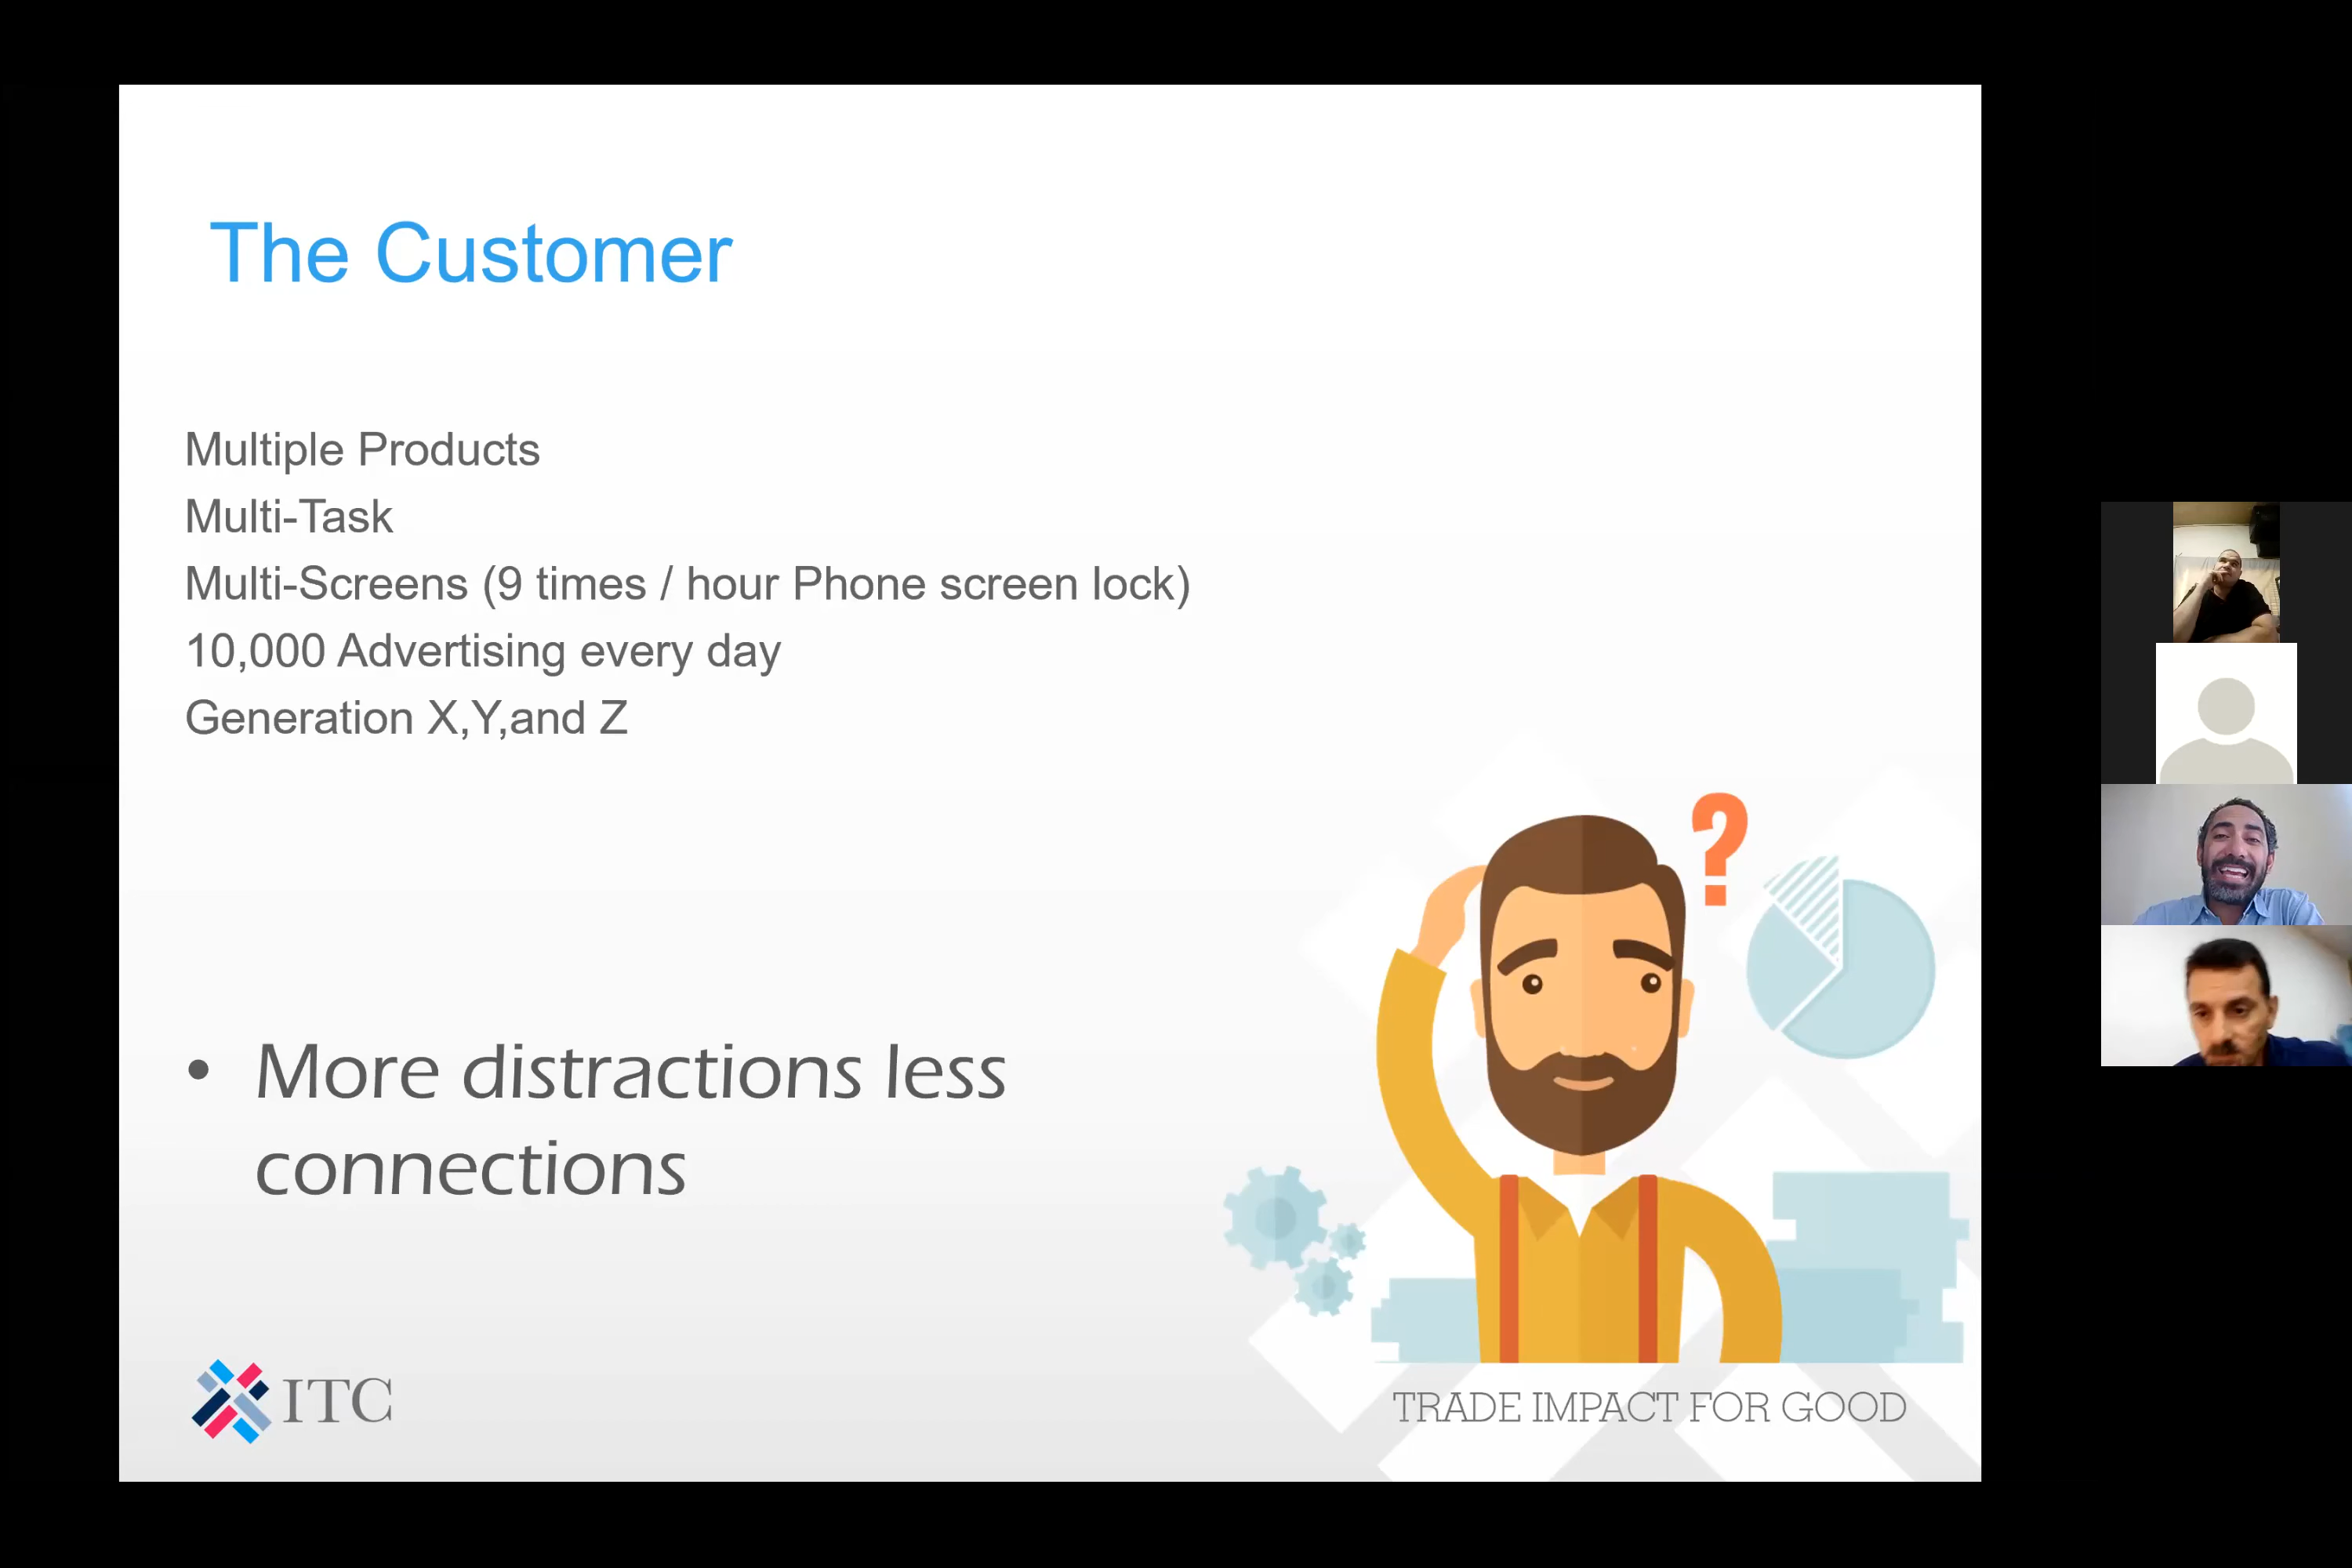 The Customer
Multiple Products
Multi-Task
Multi-Screens (9 times / hour Phone screen lock)
10,000 Advertising every day
Generation X,Y,and Z
?
• More distractions less
connections
ITC
TRADE IMPACT FOR GOOD